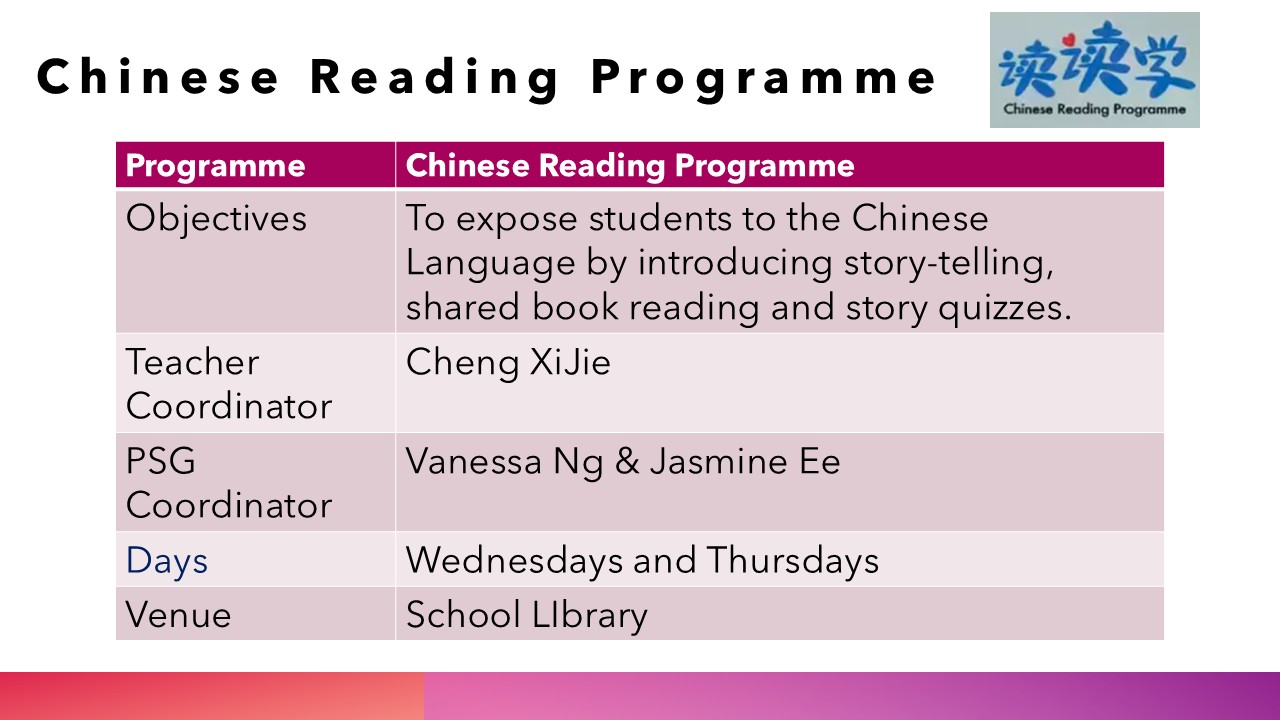 Chinese Reading Programme
读读学
Chinese Reading Programme
Programme
Chinese Reading Programme
Objectives
To expose students to the Chinese
Language by introducing story-telling,
shared book reading and story quizzes.
Teacher
Coordinator
Cheng XiJie
PSG
Coordinator
Vanessa Ng & Jasmine Ee
Days
Wednesdays and Thursdays
Venue
School LIbrary